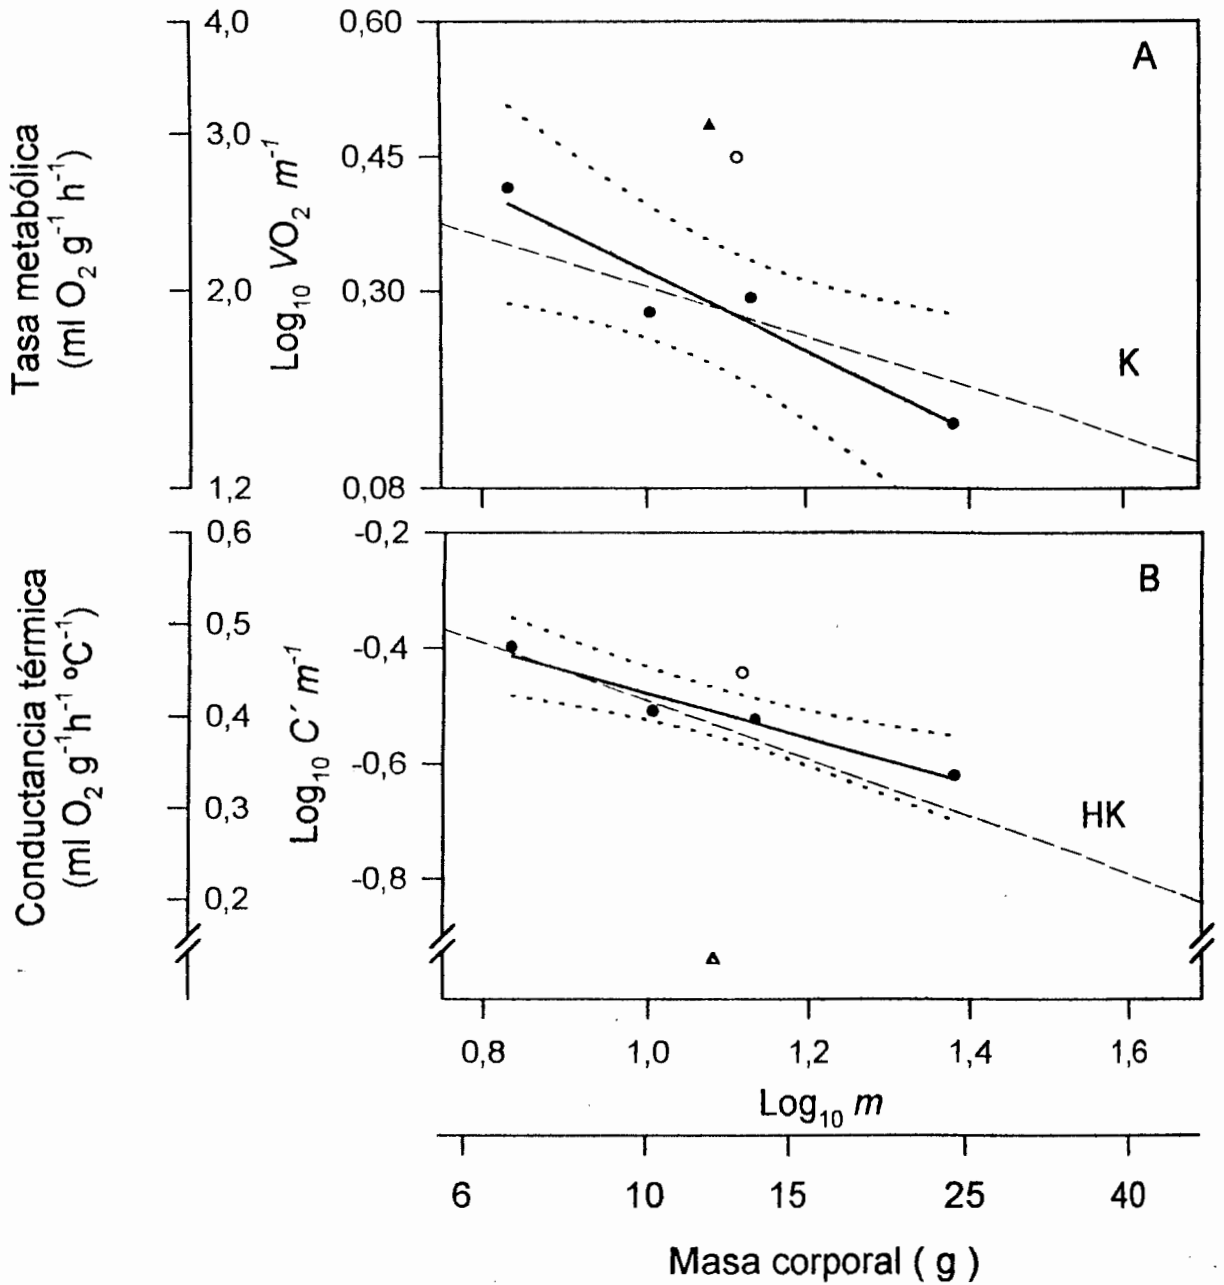 4,0
3,0
2,0
1,2
Tasa metabólica
(ml O₂ g⁻¹ h⁻¹)
0,60
0,45
0,30
0,08
Log₁₀ VO₂ m⁻¹
A
K
0,6
0,5
0,4
0,3
0,2
Conductancia térmica
(ml O₂ g⁻¹h⁻¹ ºC⁻¹)
-0,2
-0,4
-0,6
-0,8
Log₁₀ C´ m⁻¹
B
HK
0,8 1,0 1,2 1,4 1,6
Log₁₀ m
6 10 15 25 40
Masa corporal ( g )